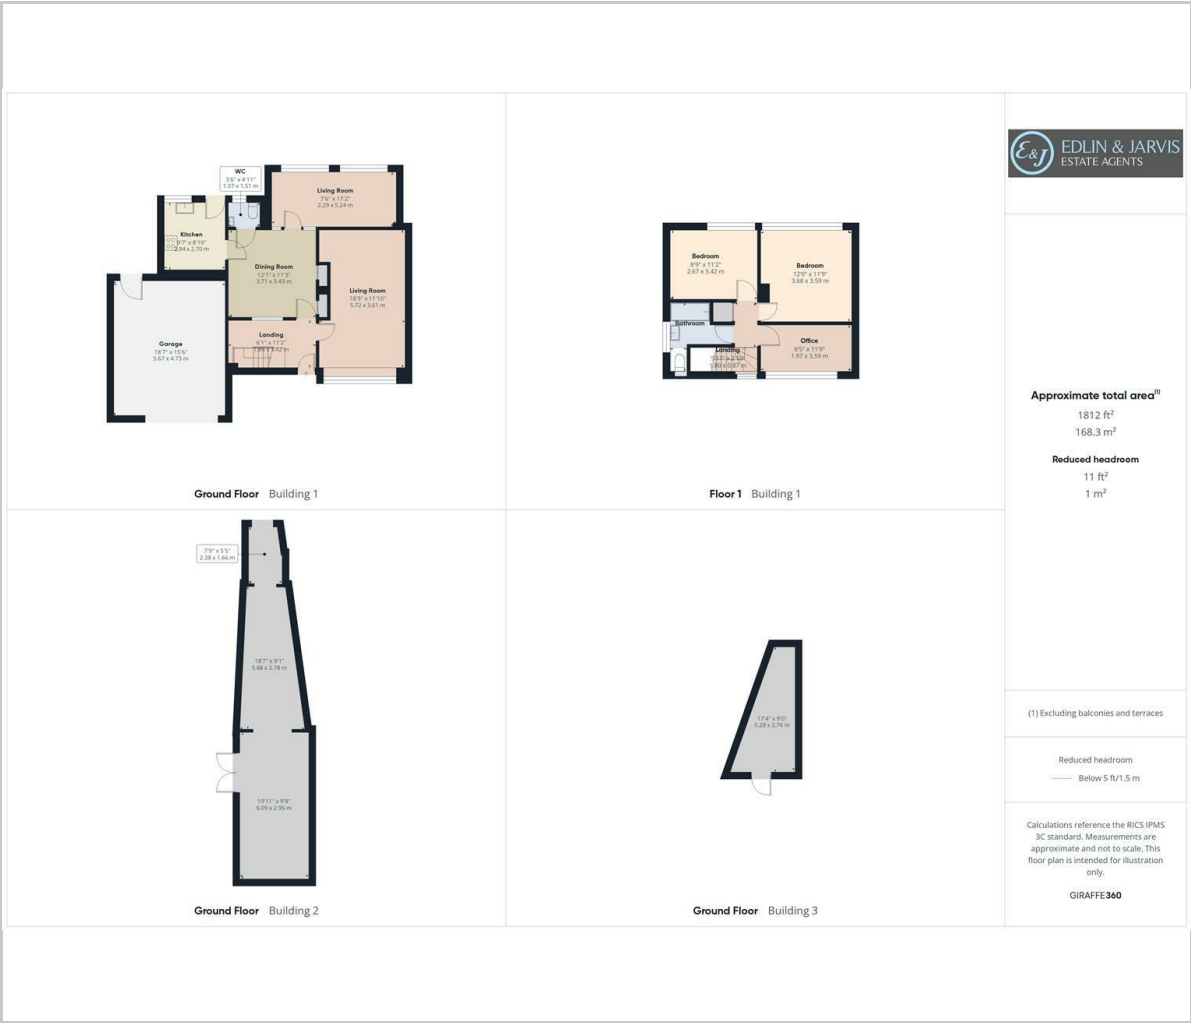 WC
3'6" x 4'11"
1.07 x 1.51 m
Living Room
7'6" x 17'2"
2.29 x 5.24 m
Kitchen
9'7" x 8'10"
2.94 x 2.70 m
Dining Room
12'1" x 11'3"
3.71 x 3.43 m
Living Room
18'9" x 11'10"
5.72 x 3.61 m
Landing
6'1" x 11'2"
Garage
18'7" x 15'6"
5.67 x 4.73 m
Ground Floor Building 1
Bedroom
8'9" x 11'2"
2.67 x 3.42 m
Bedroom
12'0" x 11'9"
3.68 x 3.59 m
Bathroom
Office
6'5" x 11'9"
1.97 x 3.59 m
Landing
Floor 1 Building 1
7'9" x 5'5"
2.38 x 1.66 m
18'7" x 9'1"
5.68 x 2.78 m
19'11" x 9'8"
6.09 x 2.95 m
Ground Floor Building 2
17'4" x 9'0"
5.28 x 2.76 m
Ground Floor Building 3
E&J
EDLIN & JARVIS
ESTATE AGENTS
Approximate total area(1)
1812 ft²
168.3 m²
Reduced headroom
11 ft²
1 m²
(1) Excluding balconies and terraces
Reduced headroom
Below 5 ft/1.5 m
Calculations reference the RICS IPMS
3C standard. Measurements are
approximate and not to scale. This
floor plan is intended for illustration
only.
GIRAFFE360